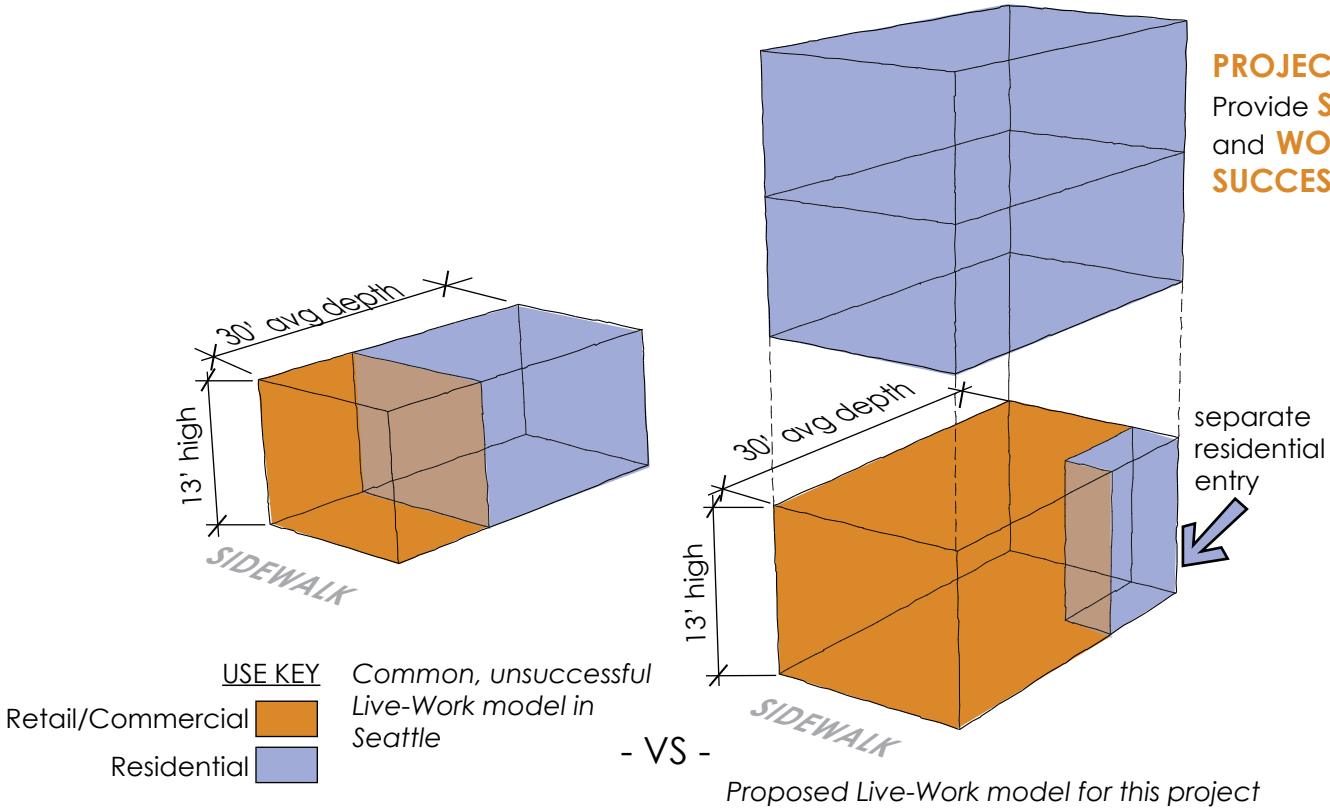 PROJEC
Provide S
and WO
SUCCES
30' avg depth
13' high
SIDEWALK
30' avg depth
13' high
SIDEWALK
separate
residential
entry
USE KEY
Retail/Commercial
Residential
Common, unsuccessful
Live-Work model in
Seattle
- VS -
Proposed Live-Work model for this project